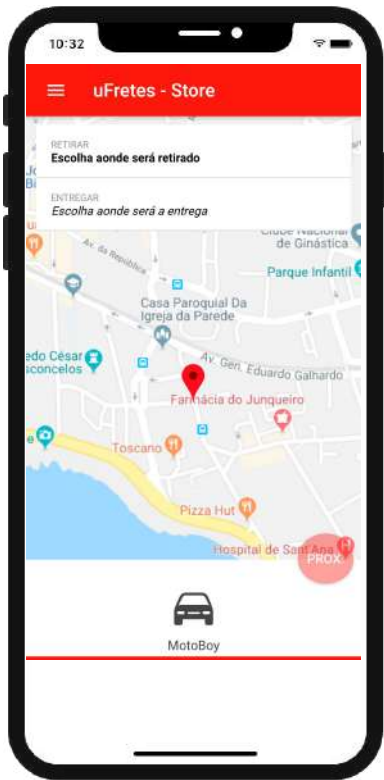 10:32
uFretes - Store
RETIRAR
Escolha aonde será retirado
ENTREGAR
Escolha aonde será a entrega
Clube Nacional
de Ginástica
Av. da República
Parque Infantil
Casa Paroquial Da
Igreja da Parede
edo César
sconcelos
Av. Gen. Eduardo Galhardo
Farmácia do Junqueiro
Toscano
Pizza Hut
Hospital de Sant'Ana
PROX
MotoBoy